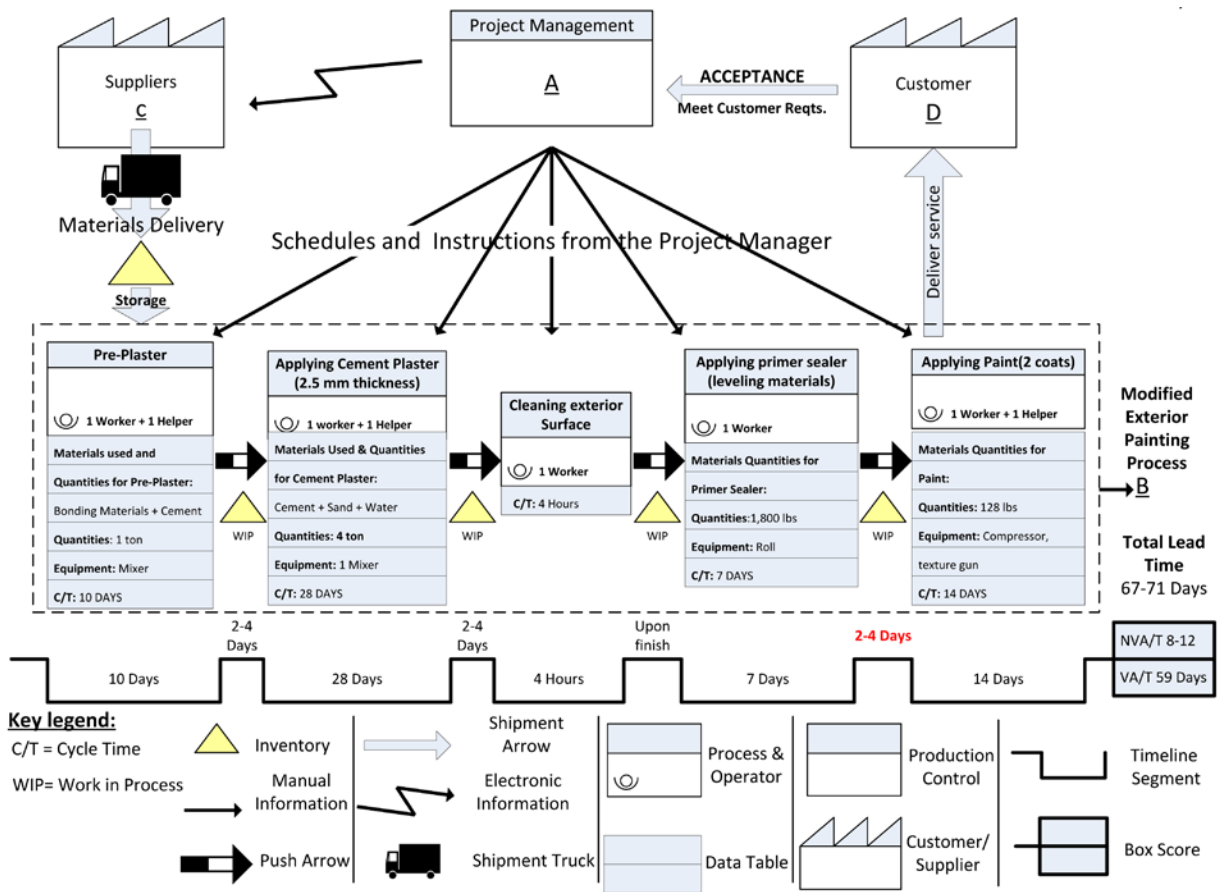 Project Management
A
Suppliers
C
ACCEPTANCE
Meet Customer Reqts.
Customer
D
Materials Delivery
Storage
Schedules and Instructions from the Project Manager
Deliver service
Pre-Plaster
1 Worker + 1 Helper
Materials used and
Quantities for Pre-Plaster:
Bonding Materials + Cement
Quantities: 1 ton
Equipment: Mixer
C/T: 10 DAYS
WIP
Applying Cement Plaster
(2.5 mm thickness)
1 worker + 1 Helper
Materials Used & Quantities
for Cement Plaster:
Cement + Sand + Water
Quantities: 4 ton
Equipment: 1 Mixer
C/T: 28 DAYS
WIP
Cleaning exterior
Surface
1 Worker
C/T: 4 Hours
WIP
Applying primer sealer
(leveling materials)
1 Worker
Materials Quantities for
Primer Sealer:
Quantities:1,800 lbs
Equipment: Roll
C/T: 7 DAYS
WIP
Applying Paint(2 coats)
1 Worker + 1 Helper
Materials Quantities for
Paint:
Quantities: 128 lbs
Equipment: Compressor,
texture gun
C/T: 14 DAYS
Modified
Exterior
Painting
Process
B
Total Lead
Time
67-71 Days
10 Days
2-4
Days
28 Days
2-4
Days
4 Hours
Upon
finish
7 Days
2-4 Days
14 Days
NVA/T 8-12
VA/T 59 Days
Key legend:
C/T = Cycle Time
WIP= Work in Process
Inventory
Manual
Information
Push Arrow
Shipment
Arrow
Electronic
Information
Shipment Truck
Process &
Operator
Data Table
Production
Control
Customer/
Supplier
Timeline
Segment
Box Score